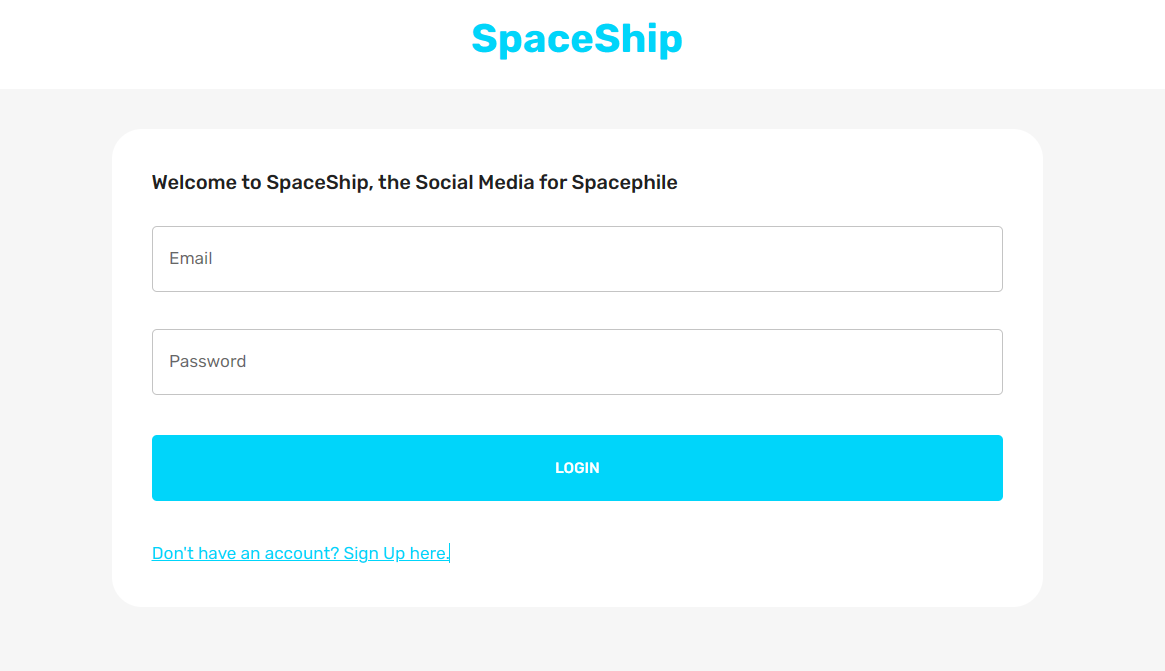 SpaceShip
Welcome to SpaceShip, the Social Media for Spacephile
Email
Password
LOGIN
Don't have an account? Sign Up here.